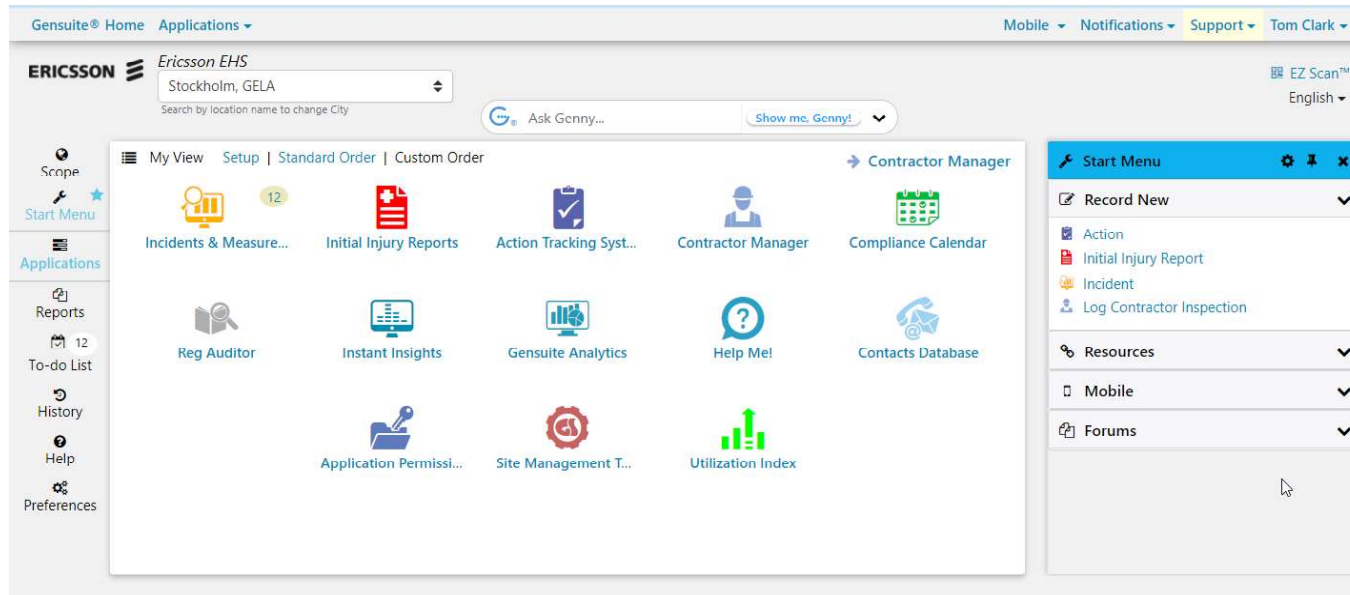 Gensuite® Home Applications Mobile Notifications Support Tom Clark
ERICSSON
Ericsson EHS
Stockholm, GELA
Search by location name to change City
Ask Genny...
Show me, Genny!
EZ Scan™
English
Scope
Start Menu
Applications
Reports
12
To-do List
History
Help
Preferences
My View Setup | Standard Order | Custom Order
Contractor Manager
12
Incidents & Measure... Initial Injury Reports Action Tracking Syst... Contractor Manager Compliance Calendar
Reg Auditor Instant Insights Gensuite Analytics Help Me! Contacts Database
Application Permissi... Site Management T... Utilization Index
Start Menu
Record New
Action
Initial Injury Report
Incident
Log Contractor Inspection
Resources
Mobile
Forums